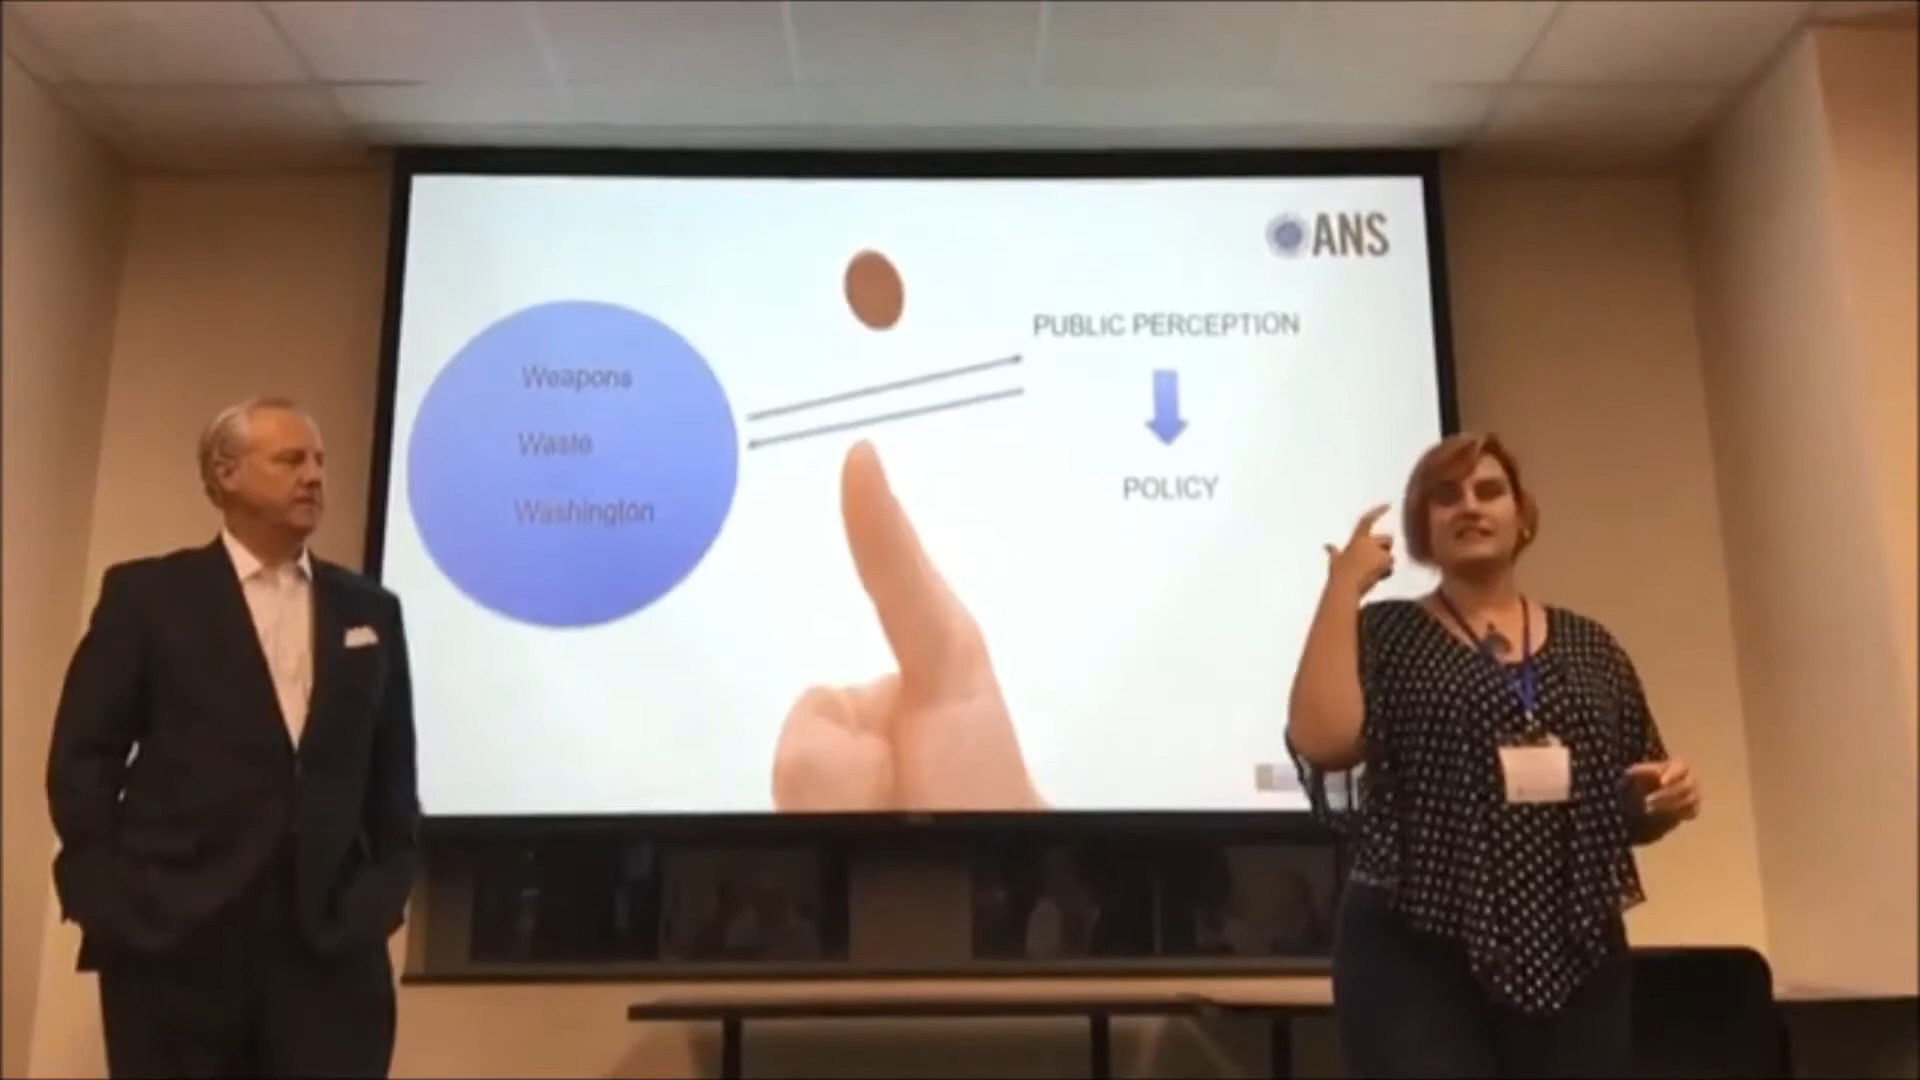 ANS
PUBLIC PERCEPTION
Weapons
Waste
POLICY
Washington